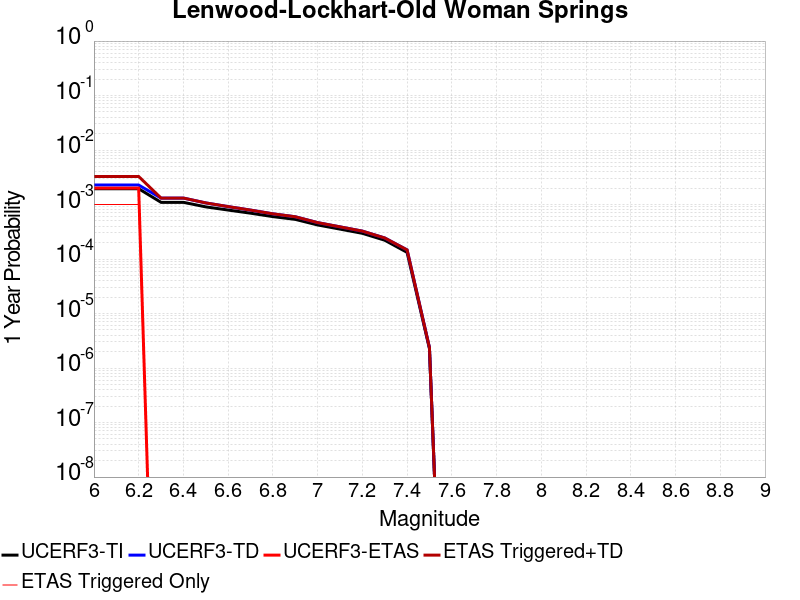 Lenwood-Lockhart-Old Woman Springs
10^0
10^-1
10^-2
10^-3
10^-4
10^-5
10^-6
10^-7
10^-8
1 Year Probability
6 6.2 6.4 6.6 6.8 7 7.2 7.4 7.6 7.8 8 8.2 8.4 8.6 8.8 9
Magnitude
UCERF3-TI UCERF3-TD UCERF3-ETAS ETAS Triggered+TD
ETAS Triggered Only